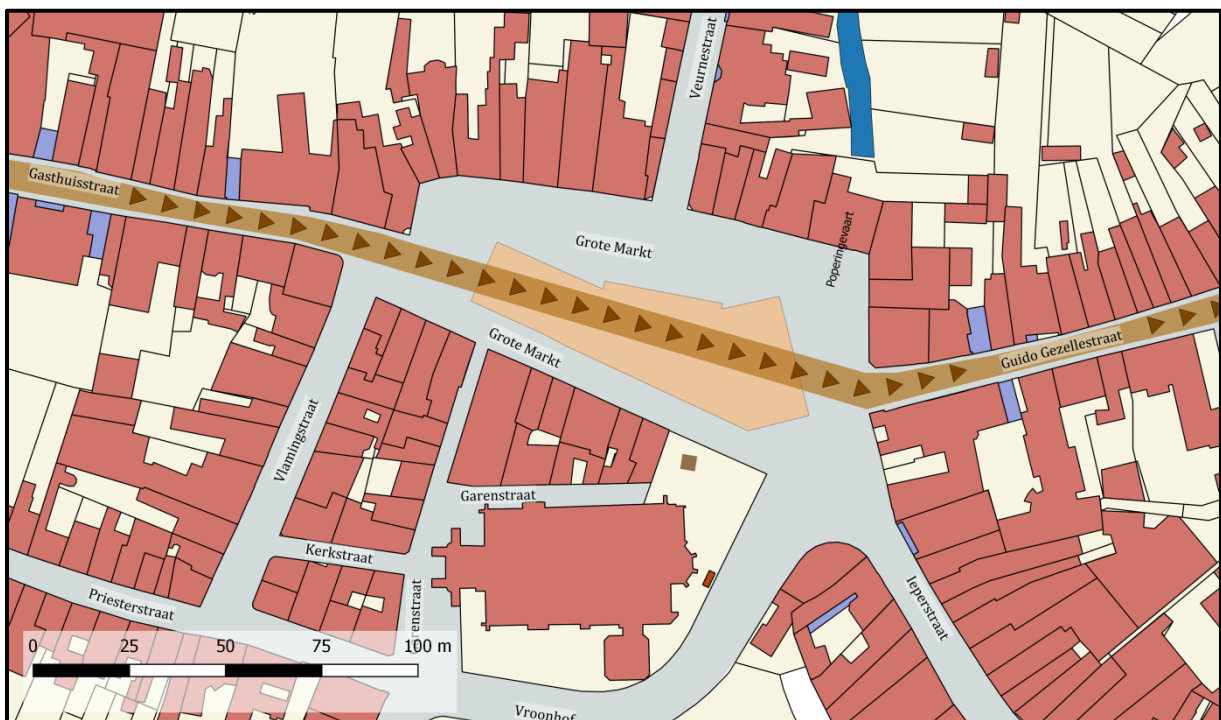 Veurnestraat
Gasthuisstraat
Grote Markt
Poperingevaart
Grote Markt
Guido Gezellestraat
Vlamingstraat
Garenstraat
Kerkstraat
Ieperstraat
Priesterstraat
0 25 50 75 100 m
Vroonhof